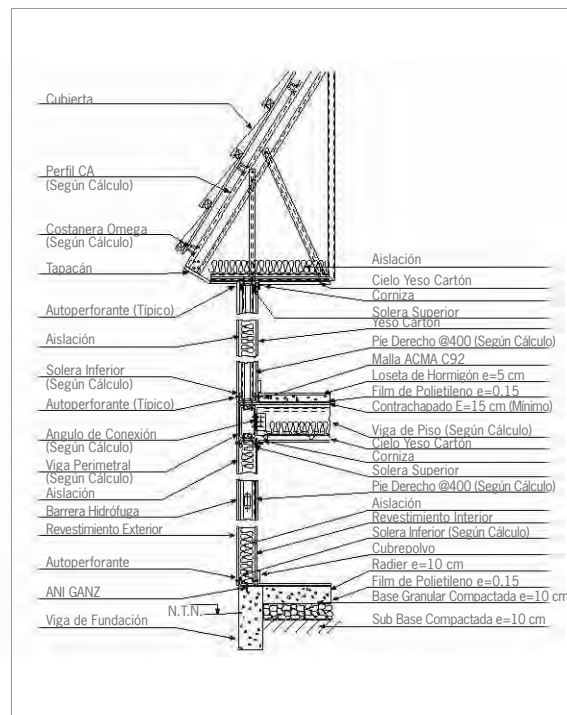 Cubierta
Perfil CA
(Según Cálculo)
Costanera Omega
(Según Cálculo)
Tapacán
Autoperforante (Típico)
Aislación
Solera Inferior
(Según Cálculo)
Autoperforante (Típico)
Angulo de Conexión
(Según Cálculo)
Viga Perimetral
(Según Cálculo)
Aislación
Barrera Hidrófuga
Revestimiento Exterior
Autoperforante
ANI GANZ
N.T.N.
Viga de Fundación
Aislación
Cielo Yeso Cartón
Corniza
Solera Superior
Yeso Cartón
Pie Derecho @400 (Según Cálculo)
Malla ACMA C92
Loseta de Hormigón e=5 cm
Film de Polietileno e=0,15
Contrachapado E=15 cm (Mínimo)
Viga de Piso (Según Cálculo)
Cielo Yeso Cartón
Corniza
Solera Superior
Pie Derecho @400 (Según Cálculo)
Aislación
Revestimiento Interior
Solera Inferior (Según Cálculo)
Cubrepolvo
Radier e=10 cm
Film de Polietileno e=0,15
Base Granular Compactada e=10 cm
Sub Base Compactada e=10 cm